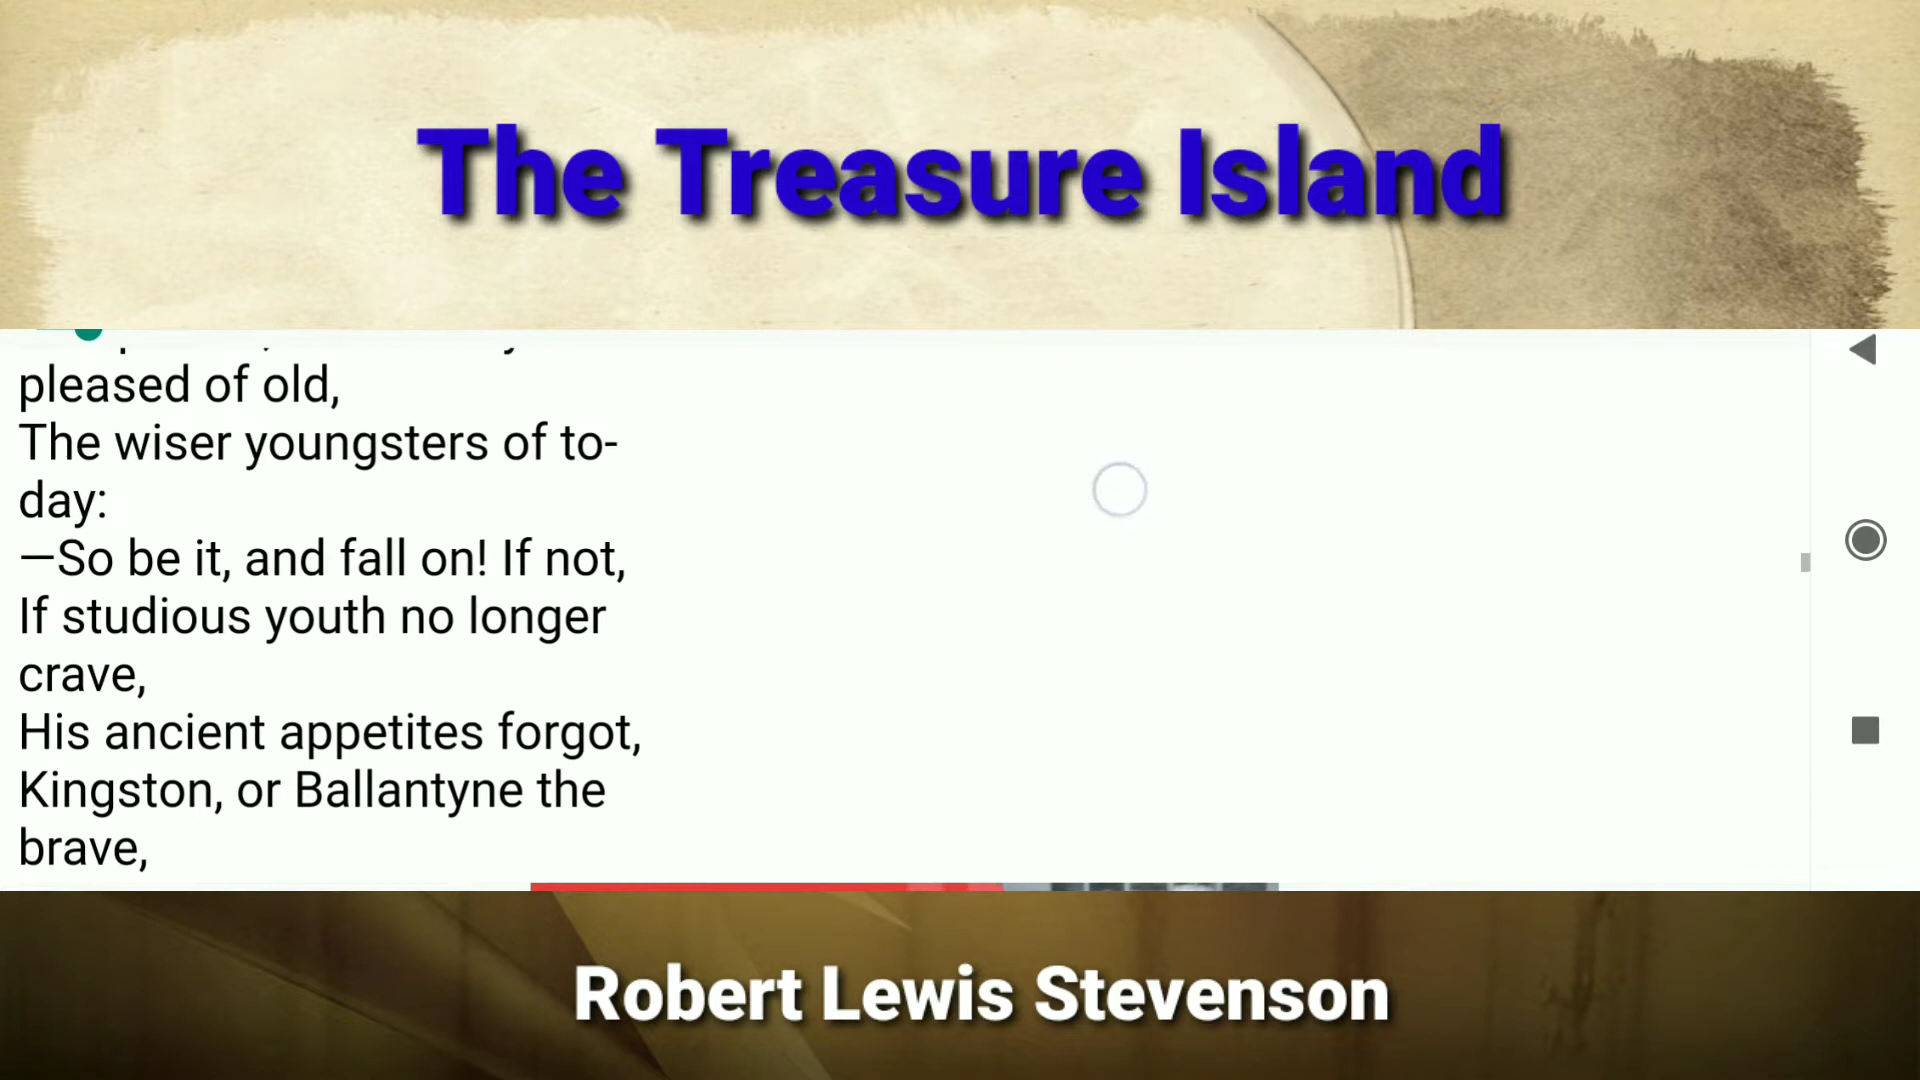 The Treasure Island
pleased of old,
The wiser youngsters of to-
day:
—So be it, and fall on! If not,
If studious youth no longer
crave,
His ancient appetites forgot,
Kingston, or Ballantyne the
brave,
Robert Lewis Stevenson